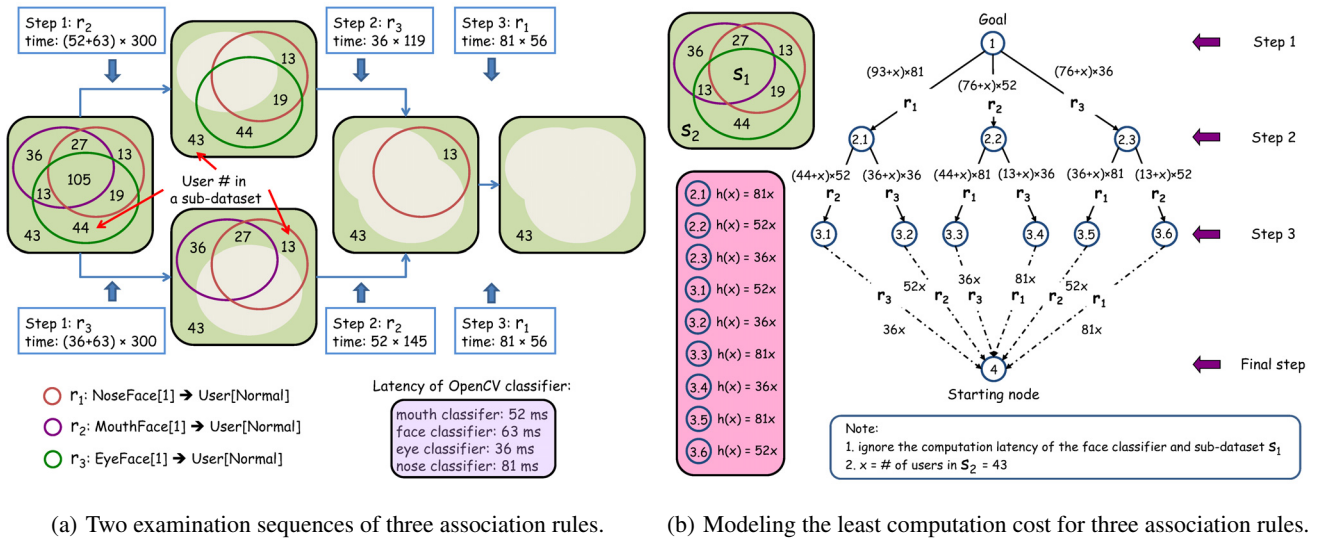 Step 1: r2
time: (52+63) × 300
Step 2: r3
time: 36 × 119
Step 3: r1
time: 81 × 56
13
19
44
43
36
27
13
105
13
19
44
43
User # in
a sub-dataset
13
43
43
36
27
13
43
Step 1: r3
time: (36+63) × 300
Step 2: r2
time: 52 × 145
Step 3: r1
time: 81 × 56
r1: NoseFace[1] ➔ User[Normal]
r2: MouthFace[1] ➔ User[Normal]
r3: EyeFace[1] ➔ User[Normal]
Latency of OpenCV classifier:
mouth classifer: 52 ms
face classifier: 63 ms
eye classifier: 36 ms
nose classifier: 81 ms
(a) Two examination sequences of three association rules.
36
27
13
S1
13
19
44
S2
2.1 h(x) = 81x
2.2 h(x) = 52x
2.3 h(x) = 36x
3.1 h(x) = 52x
3.2 h(x) = 36x
3.3 h(x) = 81x
3.4 h(x) = 36x
3.5 h(x) = 81x
3.6 h(x) = 52x
Goal
1
Step 1
(93+x)×81
(76+x)×52
(76+x)×36
r1
r2
r3
2.1
2.2
2.3
Step 2
(44+x)×52
(36+x)×36
(44+x)×81
(13+x)×36
(36+x)×81
(13+x)×52
r2
r3
r1
r3
r1
r2
3.1
3.2
3.3
3.4
3.5
3.6
Step 3
52x
36x
81x
52x
r3
r2
r3
r1
r2
r1
36x
81x
4
Final step
Starting node
Note:
1. ignore the computation latency of the face classifier and sub-dataset S1
2. x = # of users in S2 = 43
(b) Modeling the least computation cost for three association rules.